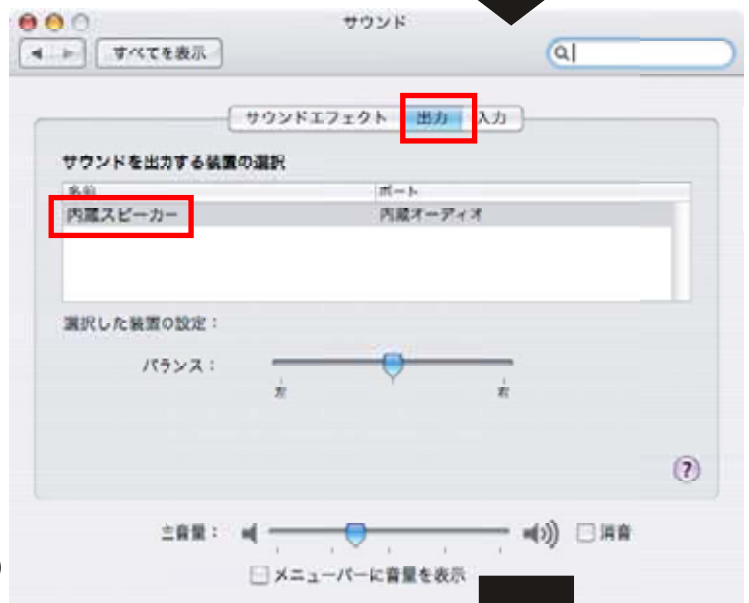 サウンド
すべてを表示
サウンドエフェクト 出力 入力
サウンドを出力する装置の選択
名前 ポート
内蔵スピーカー 内蔵オーディオ
選択した装置の設定：
バランス：
左 右
?
主音量： 消音
メニューバーに音量を表示